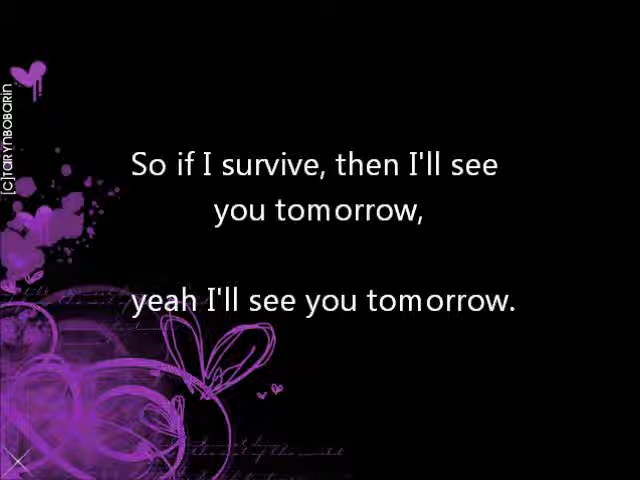 [C]TARYNBOBARIN
So if I survive, then I'll see
you tomorrow,
yeah I'll see you tomorrow.